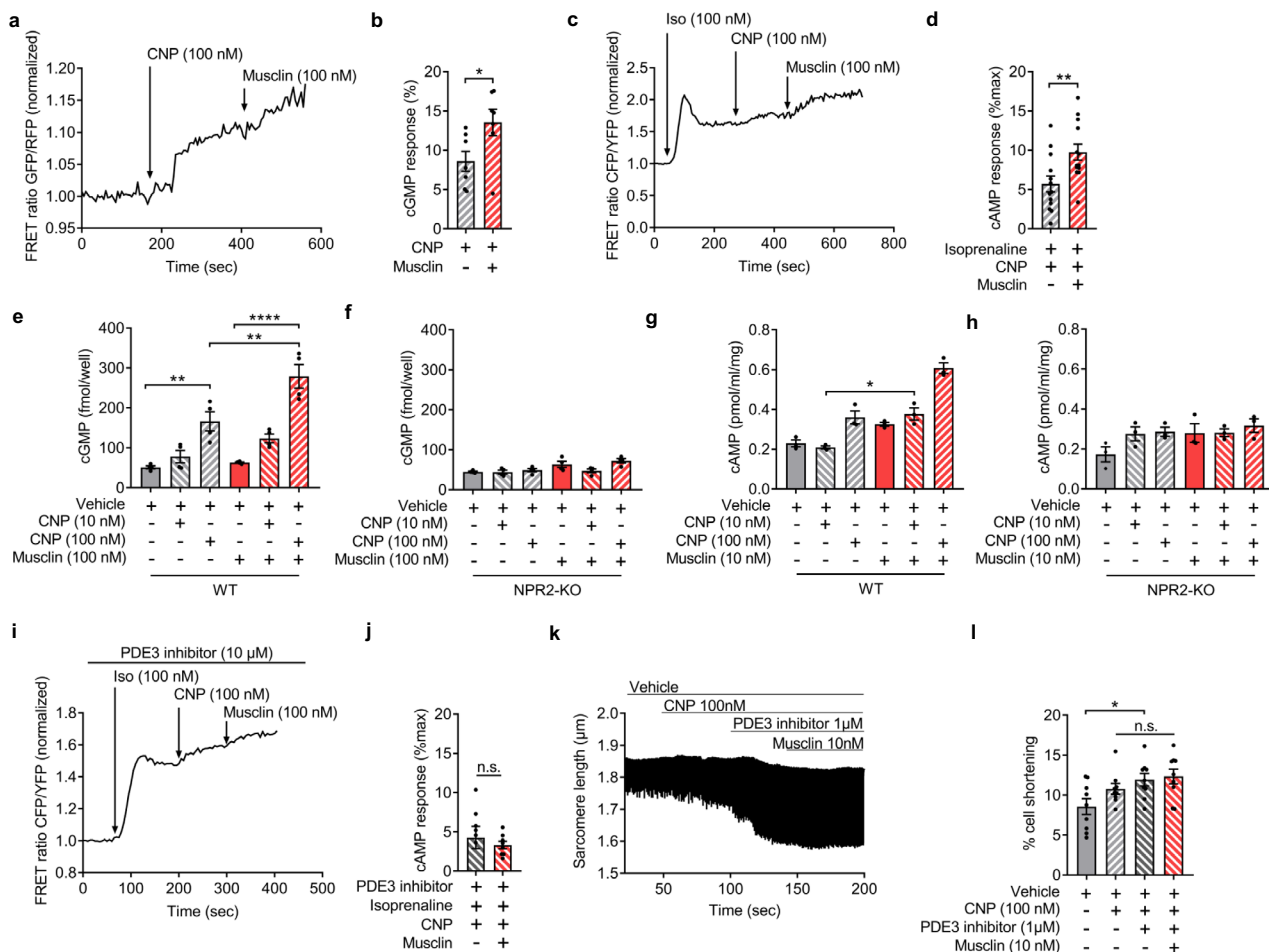 a
CNP (100 nM)
Musclin (100 nM)
FRET ratio GFP/RFP (normalized)
1.20
1.15
1.10
1.05
1.00
0.95
0 200 400 600
Time (sec)
b
*
cGMP response (%)
20
15
10
5
0
CNP + +
Musclin - +
c
Iso (100 nM)
CNP (100 nM)
Musclin (100 nM)
FRET ratio CFP/YFP (normalized)
2.5
2.0
1.5
1.0
0.5
0.0
0 200 400 600 800
Time (sec)
d
**
cAMP response (%max)
20
15
10
5
0
Isoprenaline + +
CNP + +
Musclin - +
e
****
**
**
cGMP (fmol/well)
400
300
200
100
0
Vehicle + + + + + +
CNP (10 nM) - + - - + -
CNP (100 nM) - - + - - +
Musclin (100 nM) - - - + + +
WT
f
cGMP (fmol/well)
400
300
200
100
0
Vehicle + + + + + +
CNP (10 nM) - + - - + -
CNP (100 nM) - - + - - +
Musclin (100 nM) - - - + + +
NPR2-KO
g
*
cAMP (pmol/ml/mg)
0.8
0.6
0.4
0.2
0.0
Vehicle + + + + + +
CNP (10 nM) - + - - + -
CNP (100 nM) - - + - - +
Musclin (10 nM) - - - + + +
WT
h
cAMP (pmol/ml/mg)
0.8
0.6
0.4
0.2
0.0
Vehicle + + + + + +
CNP (10 nM) - + - - + -
CNP (100 nM) - - + - - +
Musclin (10 nM) - - - + + +
NPR2-KO
i
PDE3 inhibitor (10 µM)
Iso (100 nM)
CNP (100 nM)
Musclin (100 nM)
FRET ratio CFP/YFP (normalized)
1.8
1.6
1.4
1.2
1.0
0.8
0 100 200 300 400 500
Time (sec)
j
n.s.
cAMP response (%max)
20
15
10
5
0
PDE3 inhibitor + +
Isoprenaline + +
CNP + +
Musclin - +
k
Vehicle
CNP 100nM
PDE3 inhibitor 1µM
Musclin 10nM
Sarcomere length (µm)
2.0
1.9
1.8
1.7
1.6
1.5
50 100 150 200
Time (sec)
l
*
n.s.
% cell shortening
20
15
10
5
0
Vehicle + + + +
CNP (100 nM) - + + +
PDE3 inhibitor (1µM) - - + +
Musclin (10 nM) - - - +